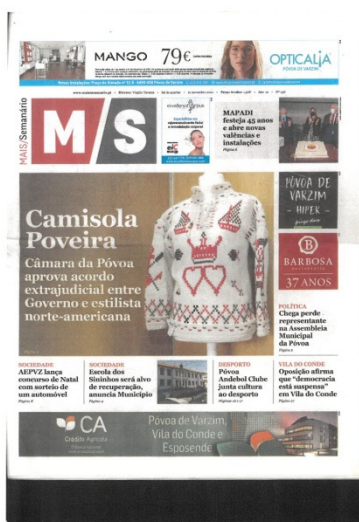 MANGO 79€
OPTICALIA
PÓVOA DE VARZIM
MAIS/Semanário
M/S
MAPADI
festeja 45 anos
e abre novas
valências e
instalações
PÓVOA DE
VARZIM
HIPER
BARBOSA
37 ANOS
Camisola
Poveira
Câmara da Póvoa
aprova acordo
extrajudicial entre
Governo e estilista
norte-americana
POLÍTICA
Chega perde
representante
na Assembleia
Municipal
da Póvoa
SOCIEDADE
AEPVZ lança
concurso de Natal
com sorteio de
um automóvel
SOCIEDADE
Escola dos
Sininhos será alvo
de recuperação,
anuncia Município
DESPORTO
Póvoa
Andebol Clube
junta cultura
ao desporto
VILA DO CONDE
Oposição afirma
que “democracia
está suspensa”
em Vila do Conde
CA
Crédito Agrícola
Póvoa de Varzim,
Vila do Conde e
Esposende